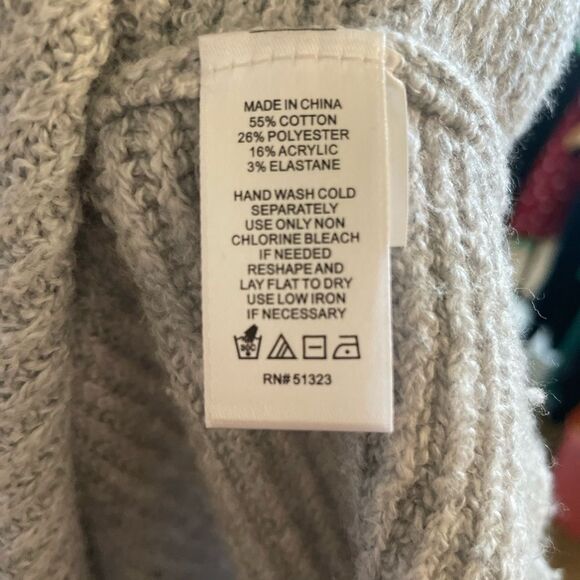 MADE IN CHINA
55% COTTON
26% POLYESTER
16% ACRYLIC
3% ELASTANE
HAND WASH COLD
SEPARATELY
USE ONLY NON
CHLORINE BLEACH
IF NEEDED
RESHAPE AND
LAY FLAT TO DRY
USE LOW IRON
IF NECESSARY
RN# 51323